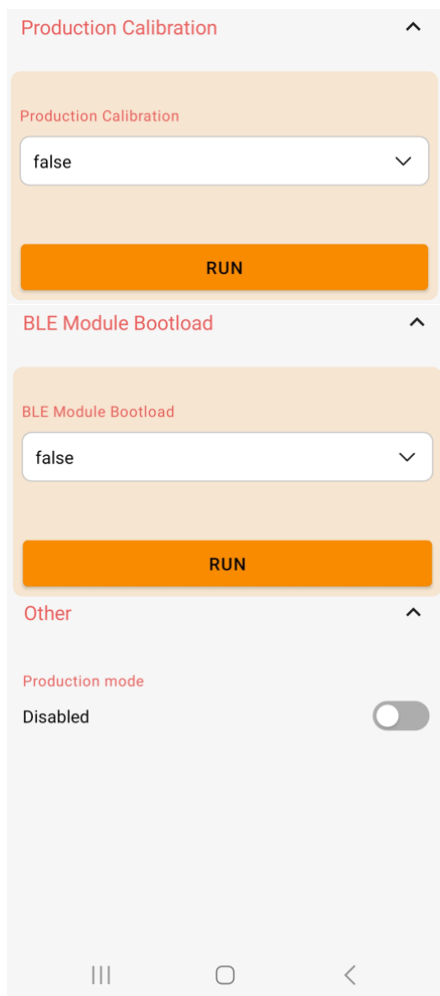 Production Calibration
Production Calibration
false
RUN
BLE Module Bootload
BLE Module Bootload
false
RUN
Other
Production mode
Disabled